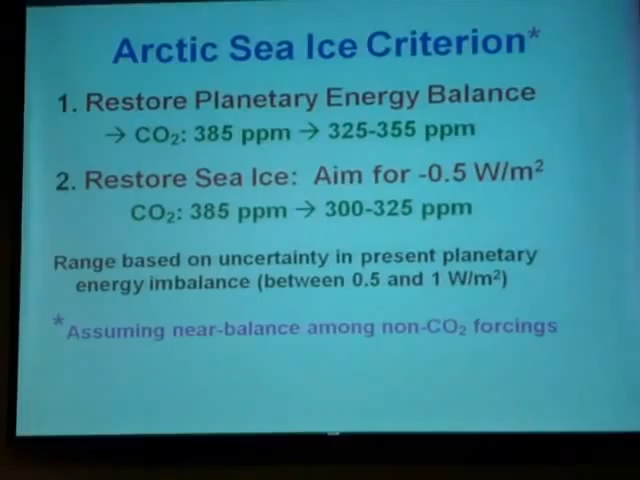 Arctic Sea Ice Criterion*
1. Restore Planetary Energy Balance
→ CO₂: 385 ppm → 325-355 ppm
2. Restore Sea Ice: Aim for -0.5 W/m²
CO₂: 385 ppm → 300-325 ppm
Range based on uncertainty in present planetary
energy imbalance (between 0.5 and 1 W/m²)
*Assuming near-balance among non-CO₂ forcings